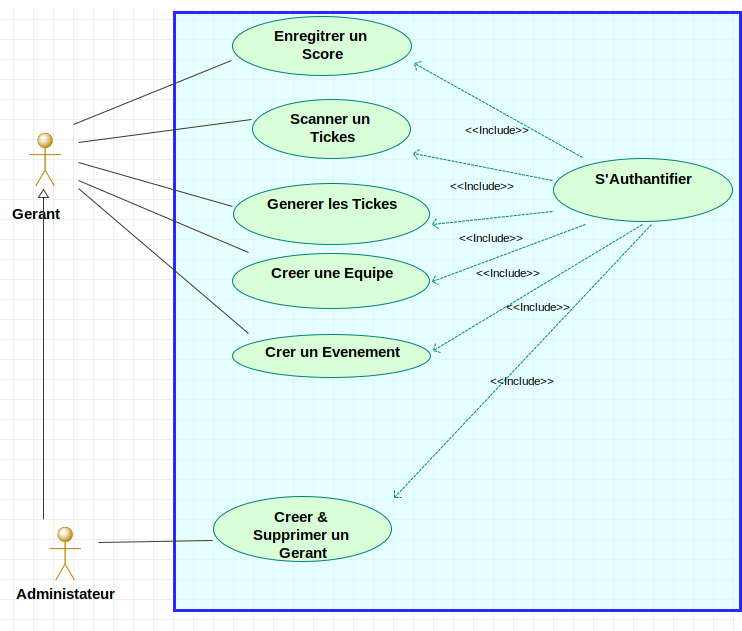 Enregitrer un
Score
Scanner un
Tickes
<<Include>>
S'Authantifier
<<Include>>
Generer les Tickes
Gerant
<<Include>>
Creer une Equipe
<<Include>>
<<Include>>
Crer un Evenement
<<Include>>
Creer &
Supprimer un
Gerant
Administateur